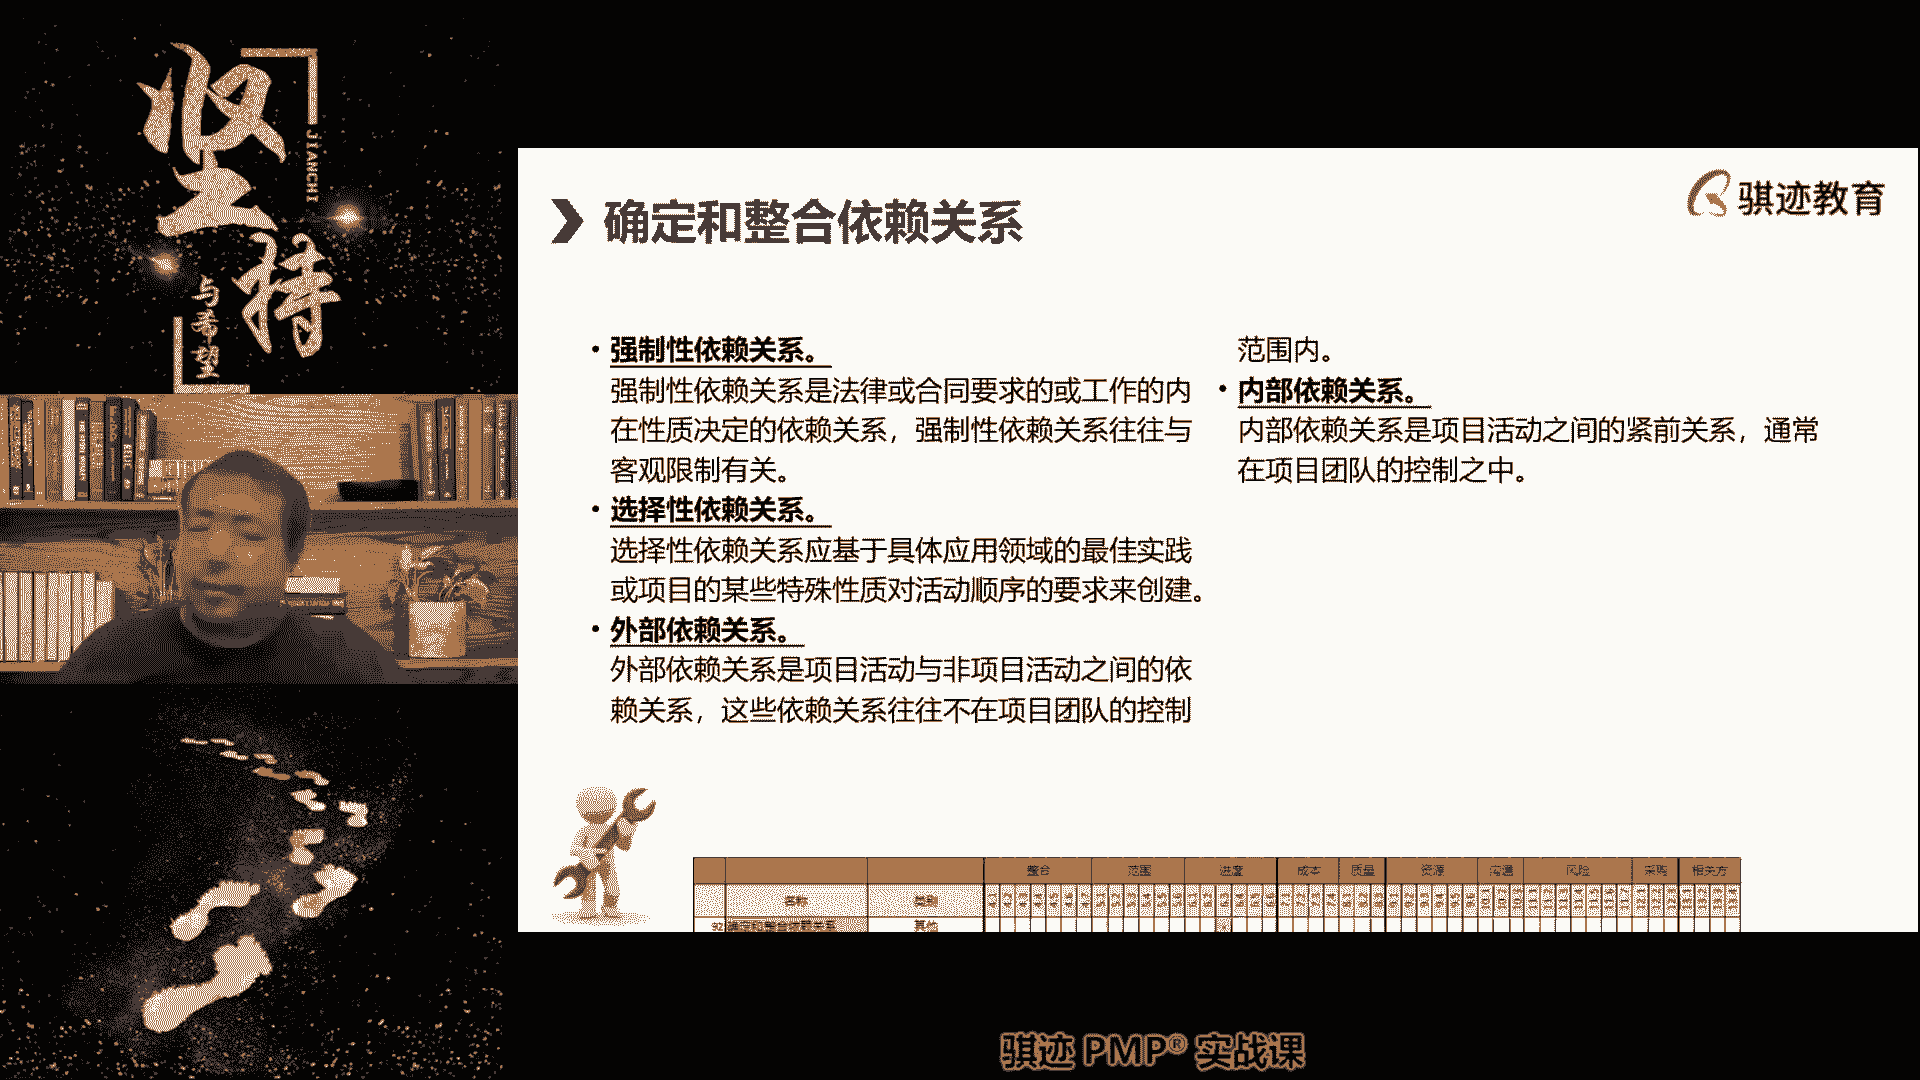 坚持
JIANCHI
与希望
骐迹教育
确定和整合依赖关系
• 强制性依赖关系。
强制性依赖关系是法律或合同要求的或工作的内
在性质决定的依赖关系，强制性依赖关系往往与
客观限制有关。
• 选择性依赖关系。
选择性依赖关系应基于具体应用领域的最佳实践
或项目的某些特殊性质对活动顺序的要求来创建。
• 外部依赖关系。
外部依赖关系是项目活动与非项目活动之间的依
赖关系，这些依赖关系往往不在项目团队的控制
范围内。
• 内部依赖关系。
内部依赖关系是项目活动之间的紧前关系，通常
在项目团队的控制之中。
整合 范围 进度 成本 质量 资源 沟通 风险 采购 相关方
名称 类别
92 确定和整合依赖关系 其他
骐迹 PMP® 实战课